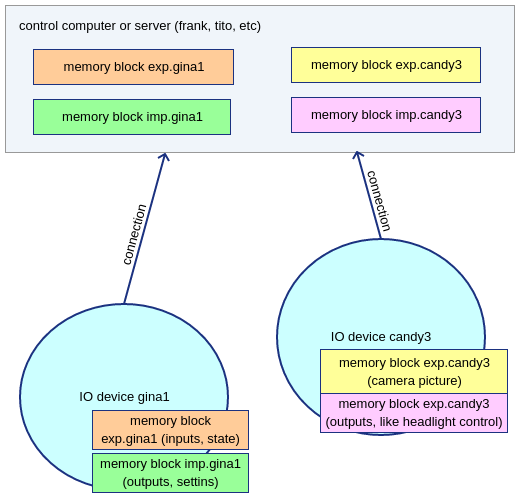 control computer or server (frank, tito, etc)
memory block exp.gina1
memory block exp.candy3
memory block imp.gina1
memory block imp.candy3
connection
connection
IO device candy3
memory block exp.candy3
(camera picture)
memory block exp.candy3
(outputs, like headlight control)
IO device gina1
memory block
exp.gina1 (inputs, state)
memory block imp.gina1
(outputs, settins)